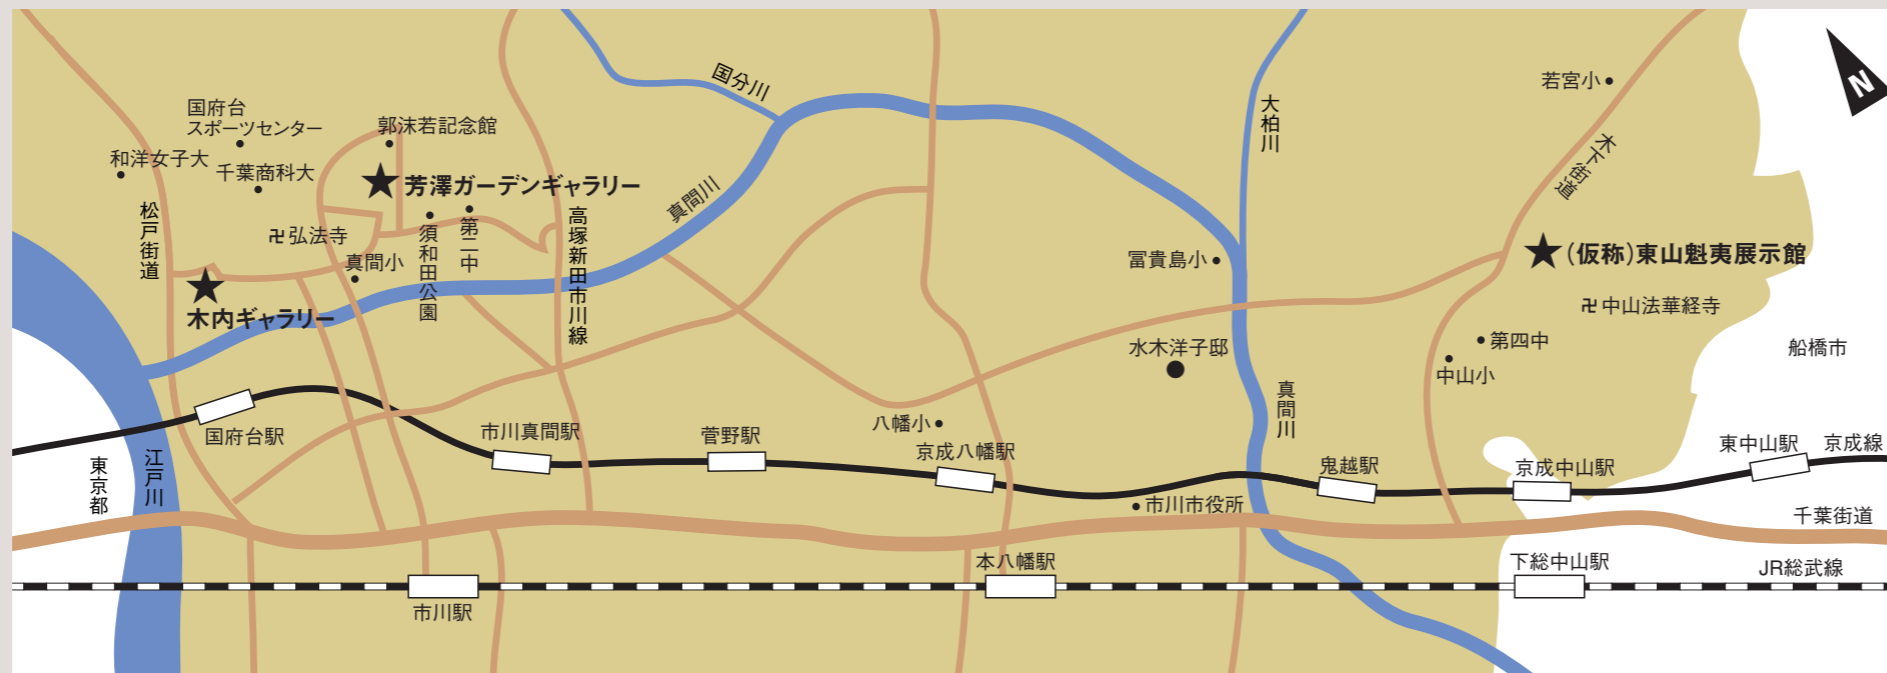 国府台
スポーツセンター
和洋女子大
千葉商科大
郭沫若記念館
芳澤ガーデンギャラリー
松戸街道
卍弘法寺
真間小
須和田公園
第二中
高塚新田市川線
木内ギャラリー
国分川
真間川
大柏川
冨貴島小
水木洋子邸
真間川
若宮小
木下街道
N
(仮称)東山魁夷展示館
卍中山法華経寺
第四中
中山小
船橋市
東京都
江戸川
国府台駅
市川真間駅
菅野駅
八幡小
京成八幡駅
市川市役所
鬼越駅
京成中山駅
東中山駅
京成線
千葉街道
市川駅
本八幡駅
下総中山駅
JR総武線